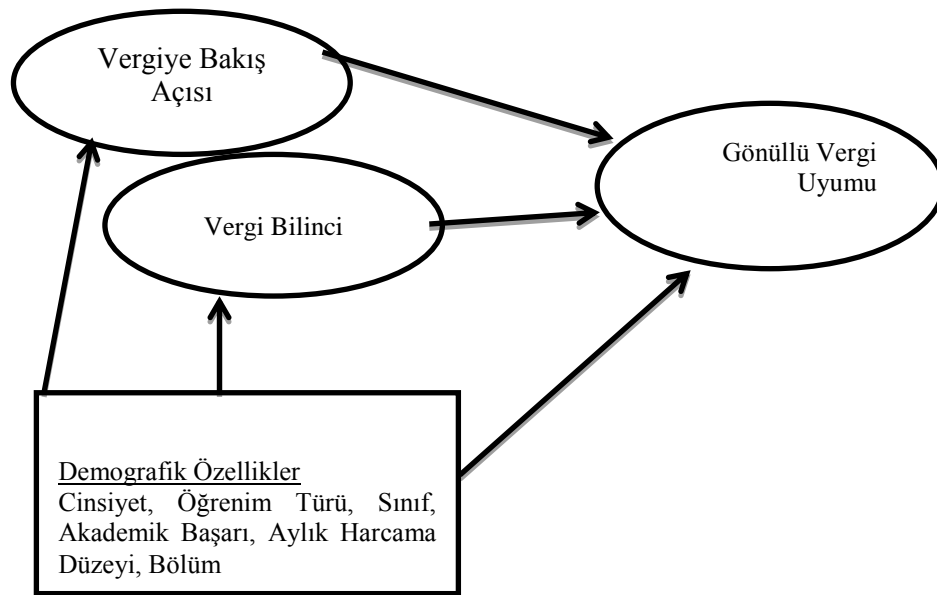 Vergiye Bakış
Açısı
Gönüllü Vergi
Uyumu
Vergi Bilinci
Demografik Özellikler
Cinsiyet, Öğrenim Türü, Sınıf,
Akademik Başarı, Aylık Harcama
Düzeyi, Bölüm